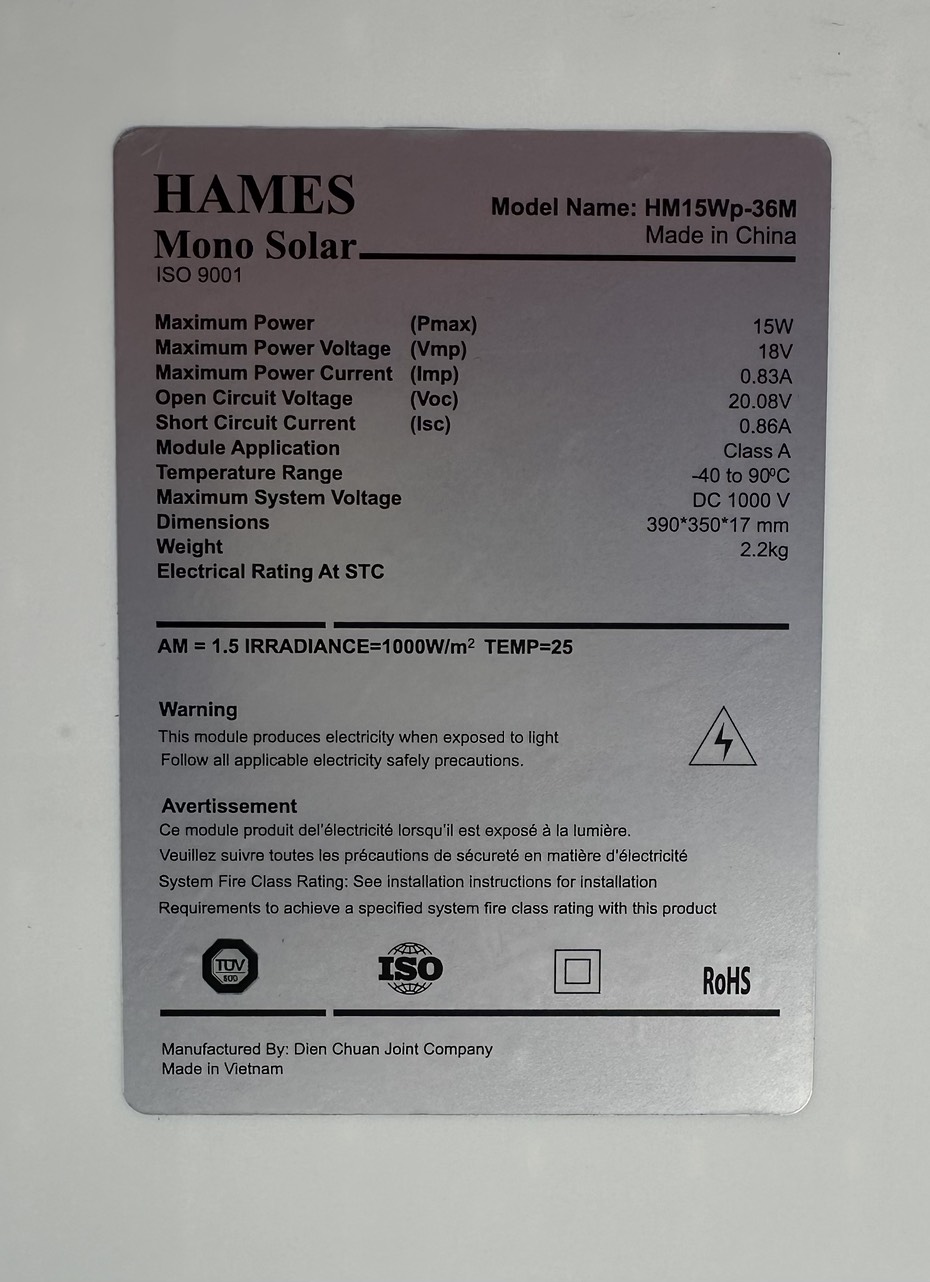 HAMES
Model Name: HM15Wp-36M
Mono Solar
Made in China
ISO 9001
Maximum Power (Pmax) 15W
Maximum Power Voltage (Vmp) 18V
Maximum Power Current (Imp) 0.83A
Open Circuit Voltage (Voc) 20.08V
Short Circuit Current (Isc) 0.86A
Module Application Class A
Temperature Range -40 to 90⁰C
Maximum System Voltage DC 1000 V
Dimensions 390*350*17 mm
Weight 2.2kg
Electrical Rating At STC
AM = 1.5 IRRADIANCE=1000W/m² TEMP=25
Warning
This module produces electricity when exposed to light
Follow all applicable electricity safely precautions.
Avertissement
Ce module produit del'électricité lorsqu'il est exposé à la lumière.
Veuillez suivre toutes les précautions de sécureté en matière d'électricité
System Fire Class Rating: See installation instructions for installation
Requirements to achieve a specified system fire class rating with this product
TUV
SUD
ISO
RoHS
Manufactured By: Dien Chuan Joint Company
Made in Vietnam